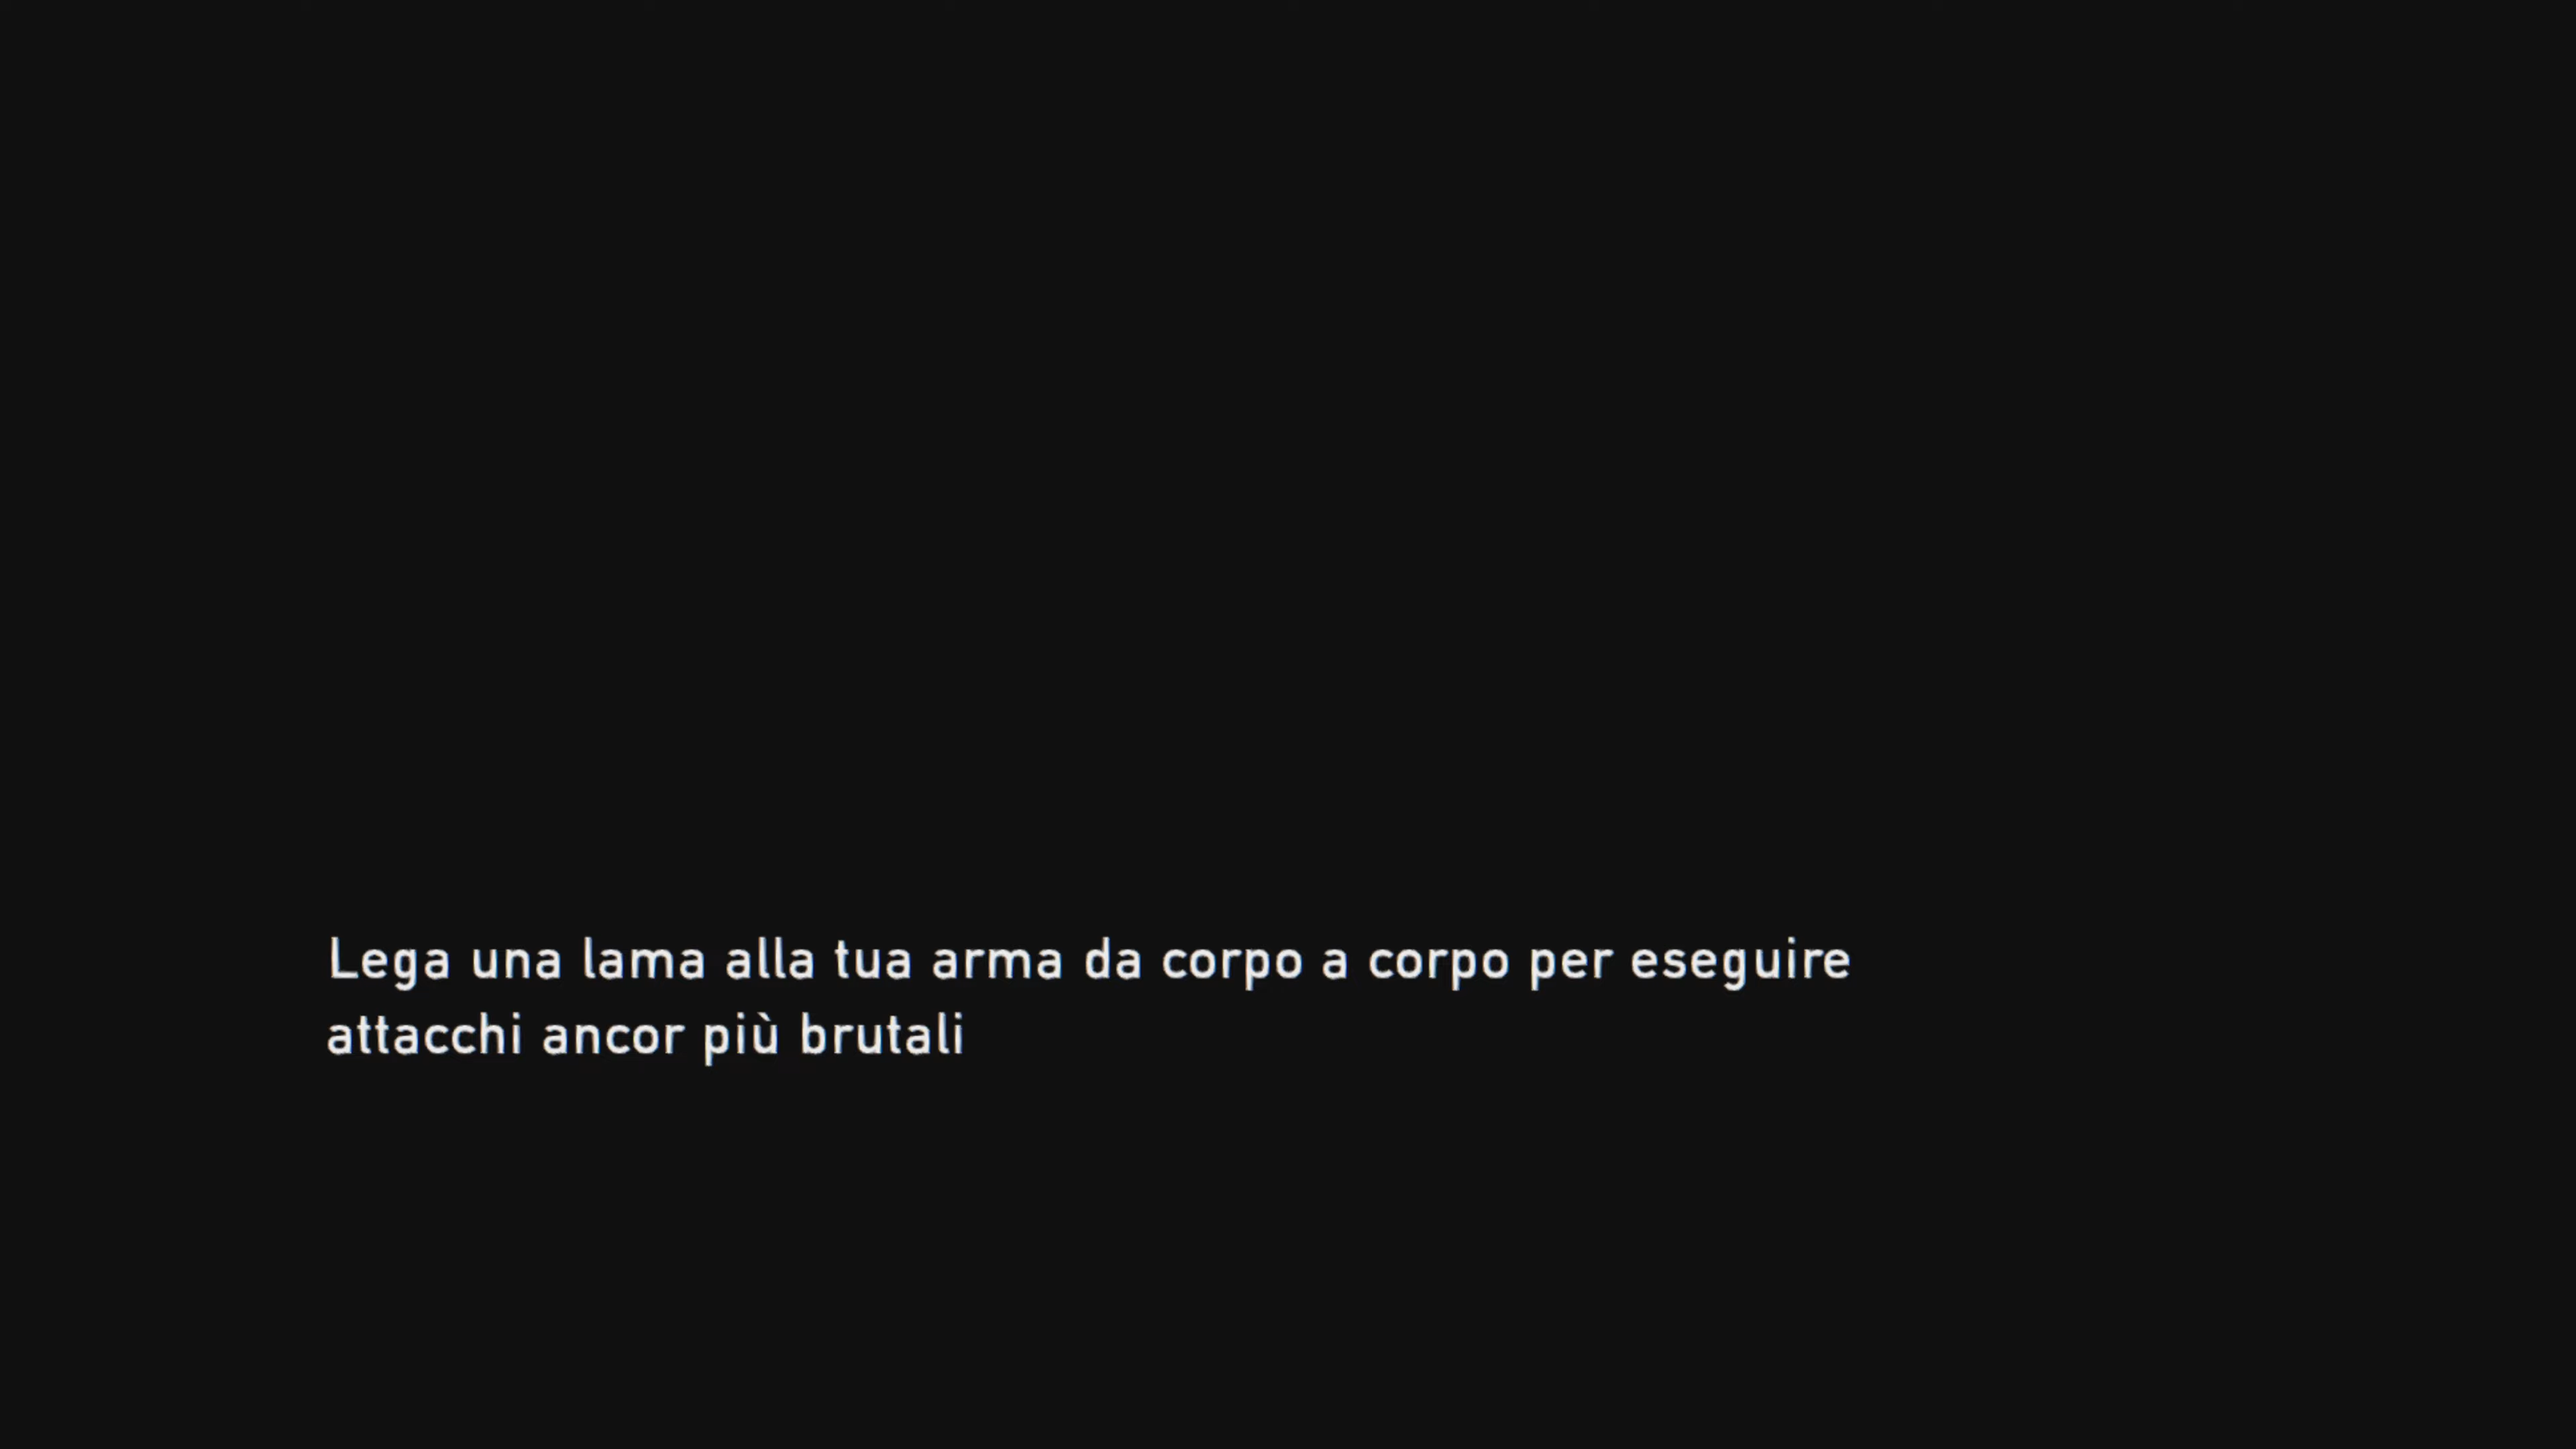 Lega una lama alla tua arma da corpo a corpo per eseguire
attacchi ancor più brutali